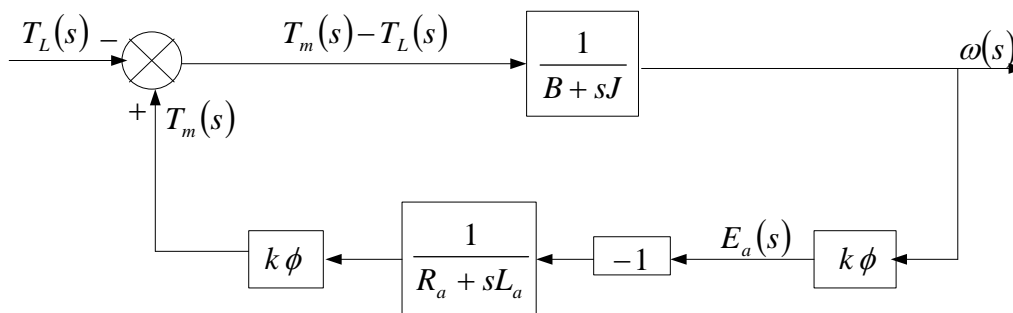 T_L(s) −
T_m(s) − T_L(s)
1
B + sJ
ω(s)
+ T_m(s)
kφ
1
R_a + sL_a
−1
E_a(s)
kφ